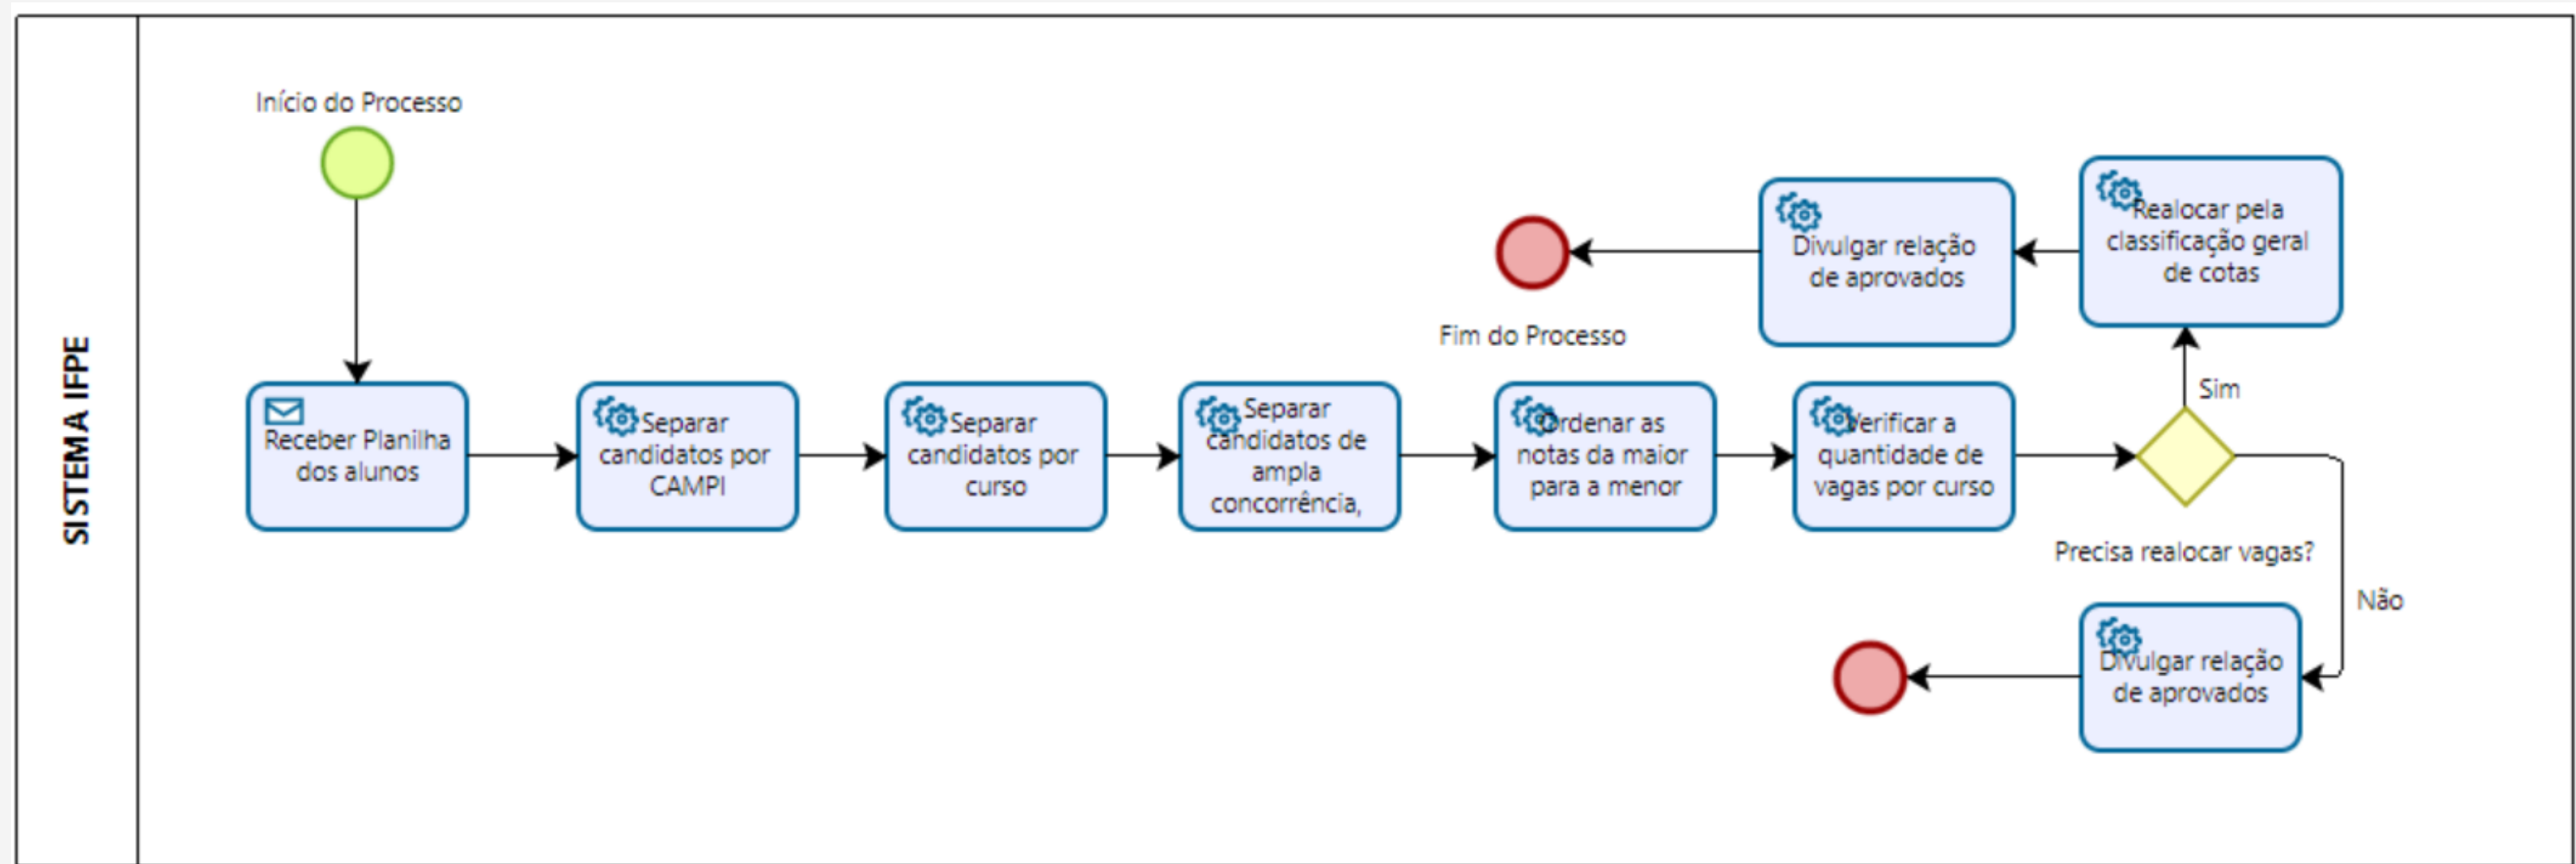 SISTEMA IFPE
Início do Processo
Receber Planilha
dos alunos
Separar
candidatos por
CAMPI
Separar
candidatos por
curso
Separar
candidatos de
ampla
concorrência,
Ordenar as
notas da maior
para a menor
Verificar a
quantidade de
vagas por curso
Precisa realocar vagas?
Sim
Realocar pela
classificação geral
de cotas
Divulgar relação
de aprovados
Fim do Processo
Não
Divulgar relação
de aprovados